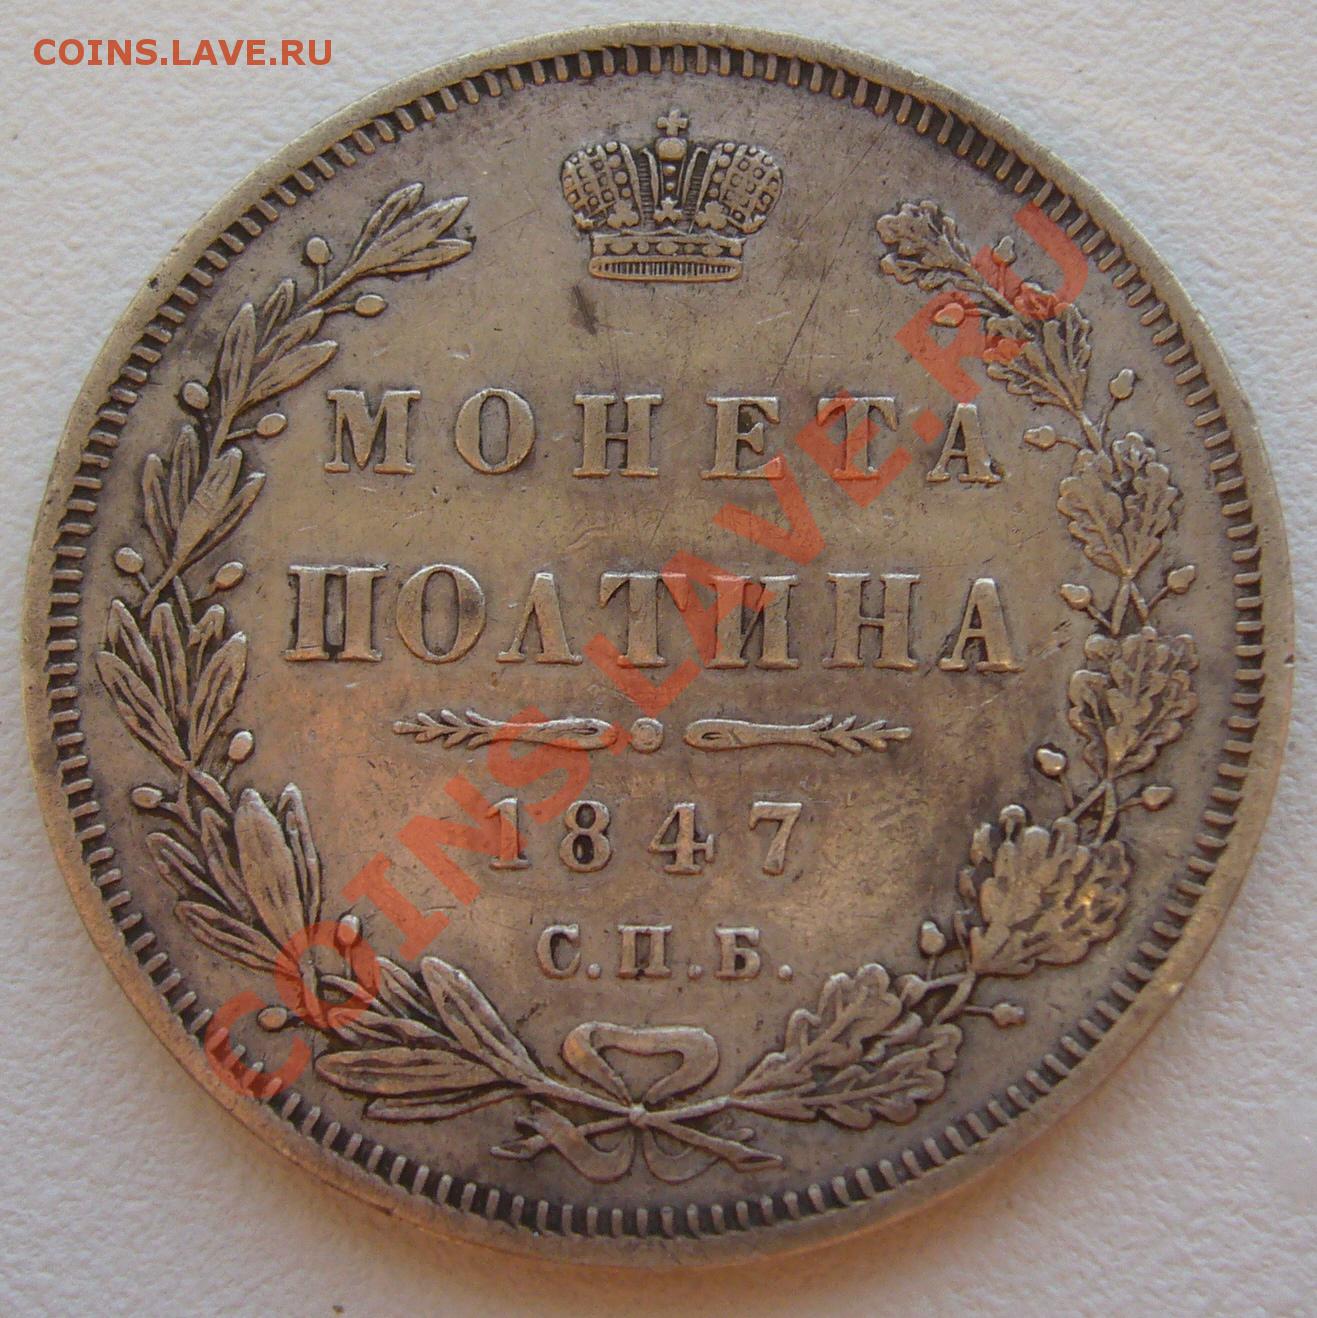 COINS.LAVE.RU
МОНЕТА
ПОЛТИНА
1847
С.П.Б.
COINS.LAVE.RU